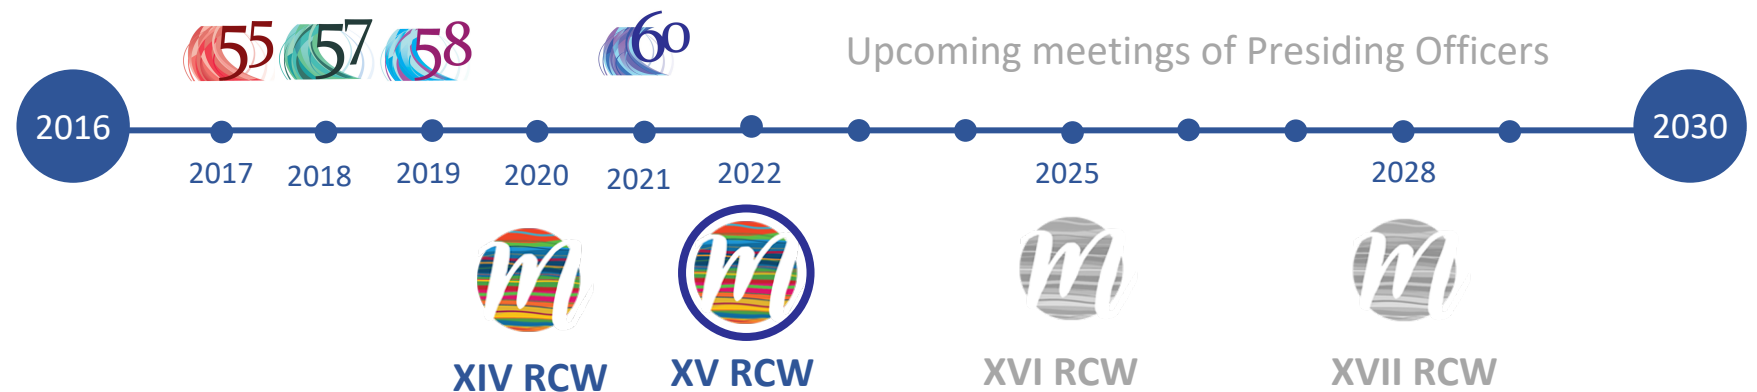 55 57 58 60 Upcoming meetings of Presiding Officers
2016 2030
2017 2018 2019 2020 2021 2022 2025 2028
m m m m
XIV RCW XV RCW XVI RCW XVII RCW